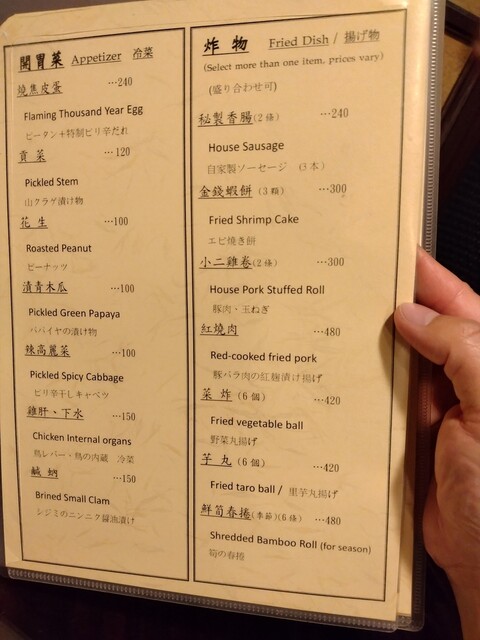 開胃菜 Appetizer 冷菜
燒焦皮蛋 …240
Flaming Thousand Year Egg
ピータン+特制ピリ辛だれ
貢菜 …120
Pickled Stem
山クラゲ漬け物
花生 …100
Roasted Peanut
ピーナッツ
漬青木瓜 …100
Pickled Green Papaya
パパイヤの漬け物
辣高麗菜 …100
Pickled Spicy Cabbage
ピリ辛干しキャベツ
雞肝、下水 …150
Chicken Internal organs
鳥レバー・鳥の内蔵 冷菜
鹹蜊 …150
Brined Small Clam
シジミのニンニク醤油漬け
炸物 Fried Dish / 揚げ物
(Select more than one item, prices vary)
(盛り合わせ可)
秘製香腸(2條) …240
House Sausage
自家製ソーセージ (3本)
金錢蝦餅 (3顆) …300
Fried Shrimp Cake
エビ焼き餅
小二雞卷(2條) …300
House Pork Stuffed Roll
豚肉・玉ねぎ
紅燒肉 …480
Red-cooked fried pork
豚バラ肉の紅麹漬け揚げ
菜炸 (6個) …420
Fried vegetable ball
野菜丸揚げ
芋丸 (6個) …420
Fried taro ball / 里芋丸揚げ
鮮筍春捲(季節)(6條) …480
Shredded Bamboo Roll (for season)
筍の春捲